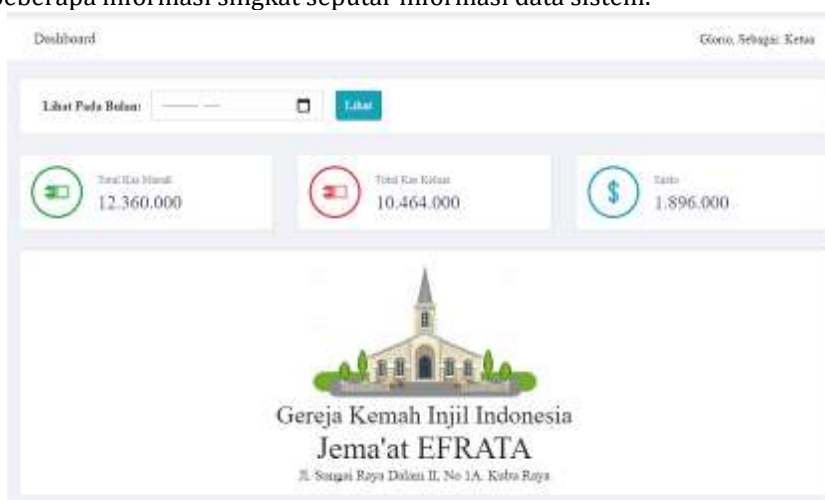 beberapa informasi singkat seputar informasi data sistem.
Dashboard
Glorio, Sebagai: Ketua
Lihat Pada Bulan:
Lihat
Total Kas Masuk
12.360.000
Total Kas Keluar
10.464.000
Saldo
1.896.000
Gereja Kemah Injil Indonesia
Jema'at EFRATA
Jl. Sungai Raya Dalam II, No 1A. Kubu Raya